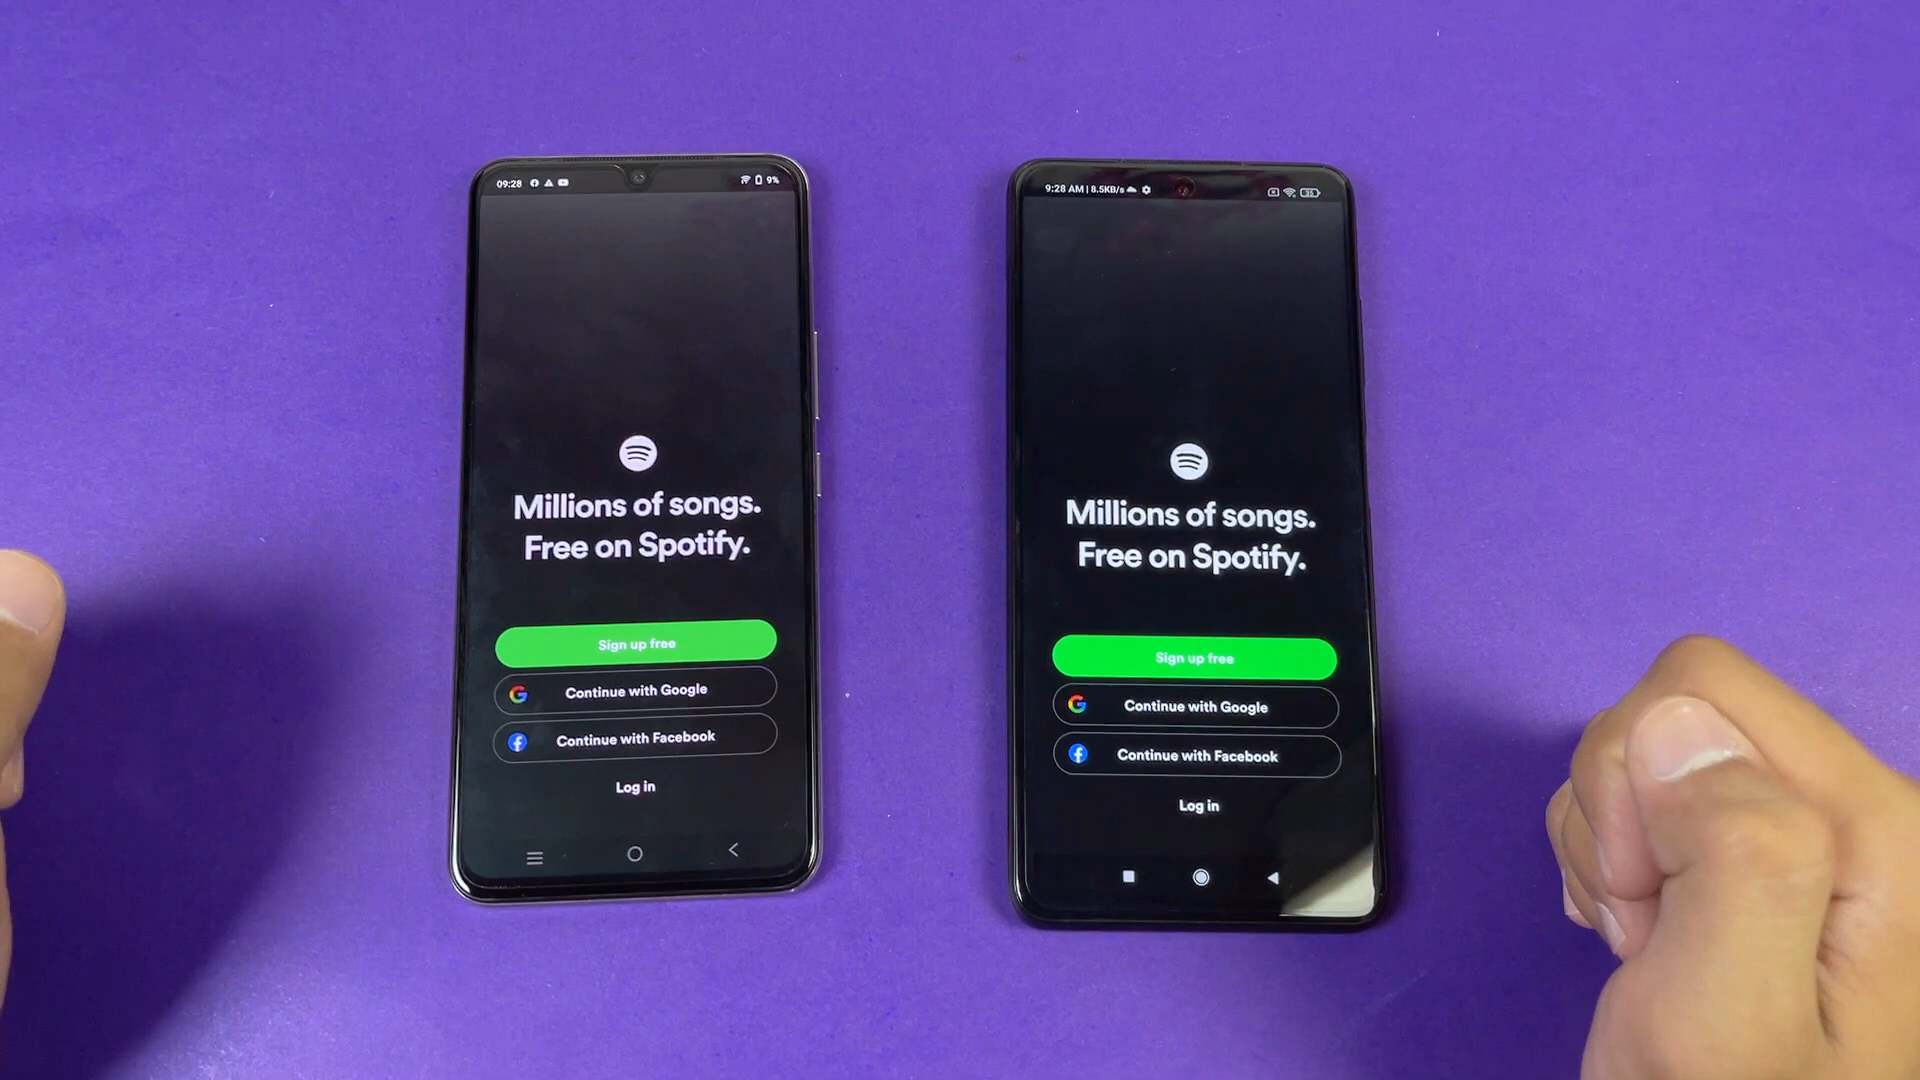 09:28
9%
Millions of songs.
Free on Spotify.
Sign up free
Continue with Google
Continue with Facebook
Log in
9:28 AM | 8.5KB/s
35
Millions of songs.
Free on Spotify.
Sign up free
Continue with Google
Continue with Facebook
Log in